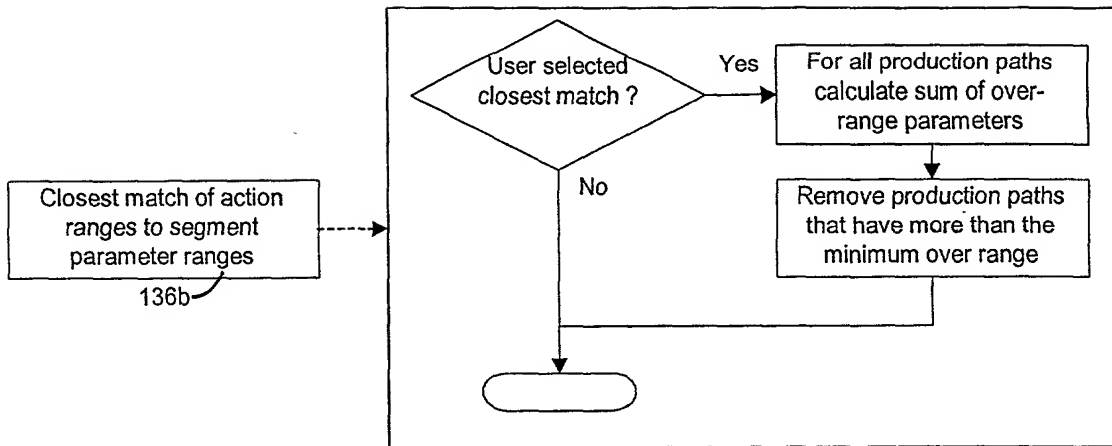 User selected
closest match ?
Yes
For all production paths
calculate sum of over-
range parameters
No
Remove production paths
that have more than the
minimum over range
Closest match of action
ranges to segment
parameter ranges
136b